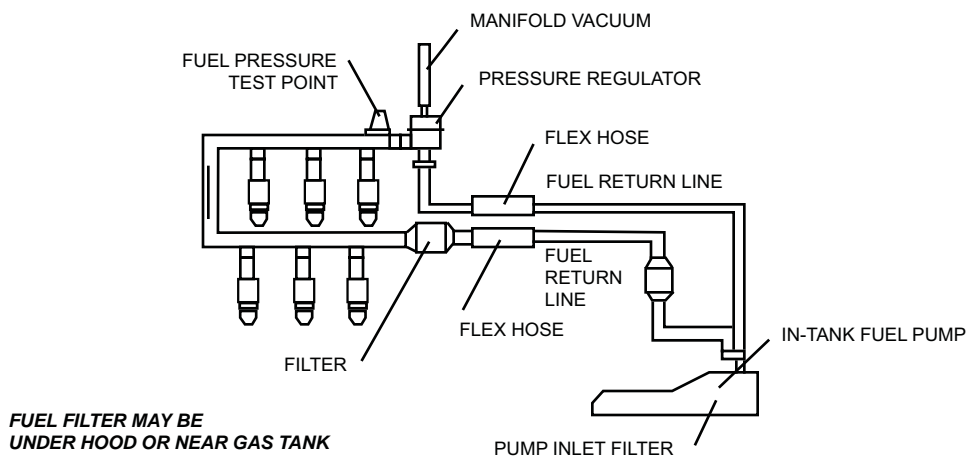 MANIFOLD VACUUM
FUEL PRESSURE
TEST POINT
PRESSURE REGULATOR
FLEX HOSE
FUEL RETURN LINE
FUEL
RETURN
LINE
FLEX HOSE
FILTER
IN-TANK FUEL PUMP
PUMP INLET FILTER
FUEL FILTER MAY BE
UNDER HOOD OR NEAR GAS TANK